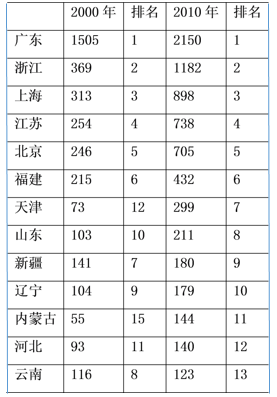 2000 年 排名 2010 年 排名
广东 1505 1 2150 1
浙江 369 2 1182 2
上海 313 3 898 3
江苏 254 4 738 4
北京 246 5 705 5
福建 215 6 432 6
天津 73 12 299 7
山东 103 10 211 8
新疆 141 7 180 9
辽宁 104 9 179 10
内蒙古 55 15 144 11
河北 93 11 140 12
云南 116 8 123 13